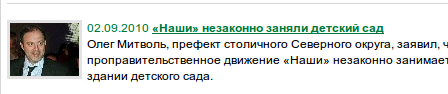 02.09.2010 «Наши» незаконно заняли детский сад
Олег Митволь, префект столичного Северного округа, заявил, ч
проправительственное движение «Наши» незаконно занимает
здании детского сада.